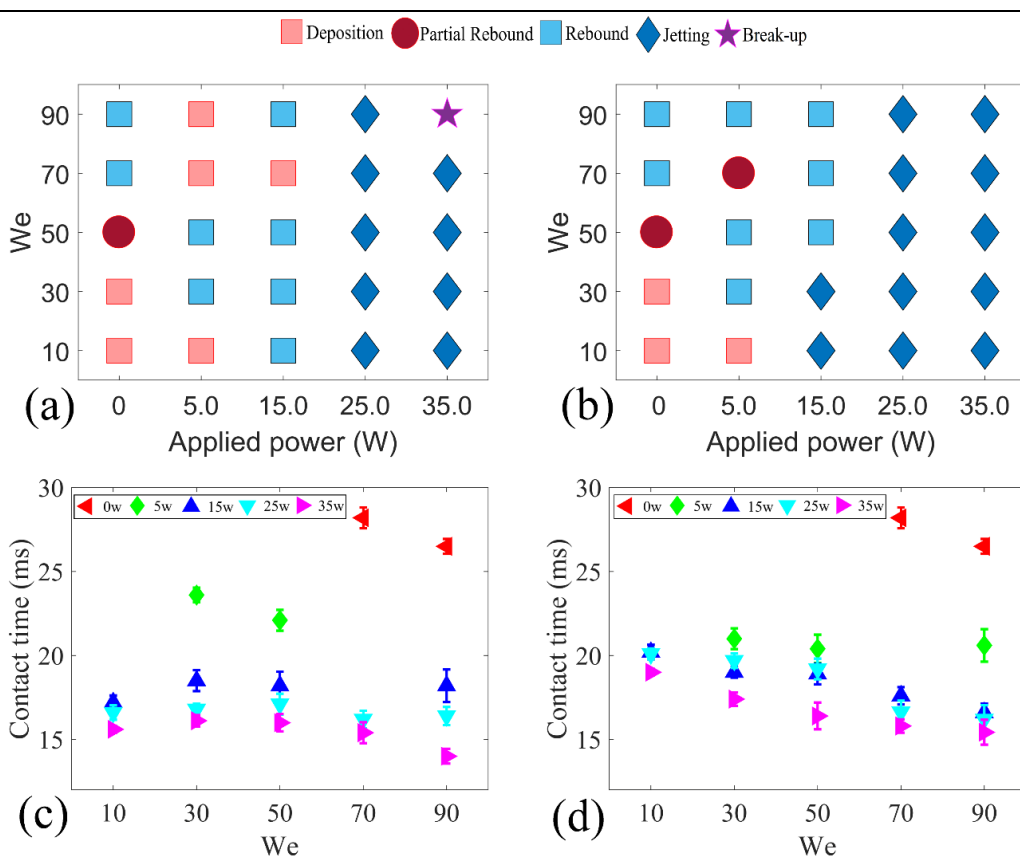 Deposition Partial Rebound Rebound Jetting Break-up
90
70
50
30
10
We
0 5.0 15.0 25.0 35.0
Applied power (W)
(a)
90
70
50
30
10
We
0 5.0 15.0 25.0 35.0
Applied power (W)
(b)
30
25
20
15
Contact time (ms)
0w 5w 15w 25w 35w
10 30 50 70 90
We
(c)
30
25
20
15
Contact time (ms)
0w 5w 15w 25w 35w
10 30 50 70 90
We
(d)